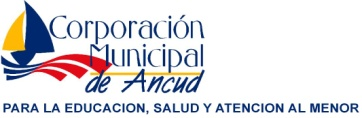 Corporación
Municipal
de Ancud
PARA LA EDUCACION, SALUD Y ATENCION AL MENOR